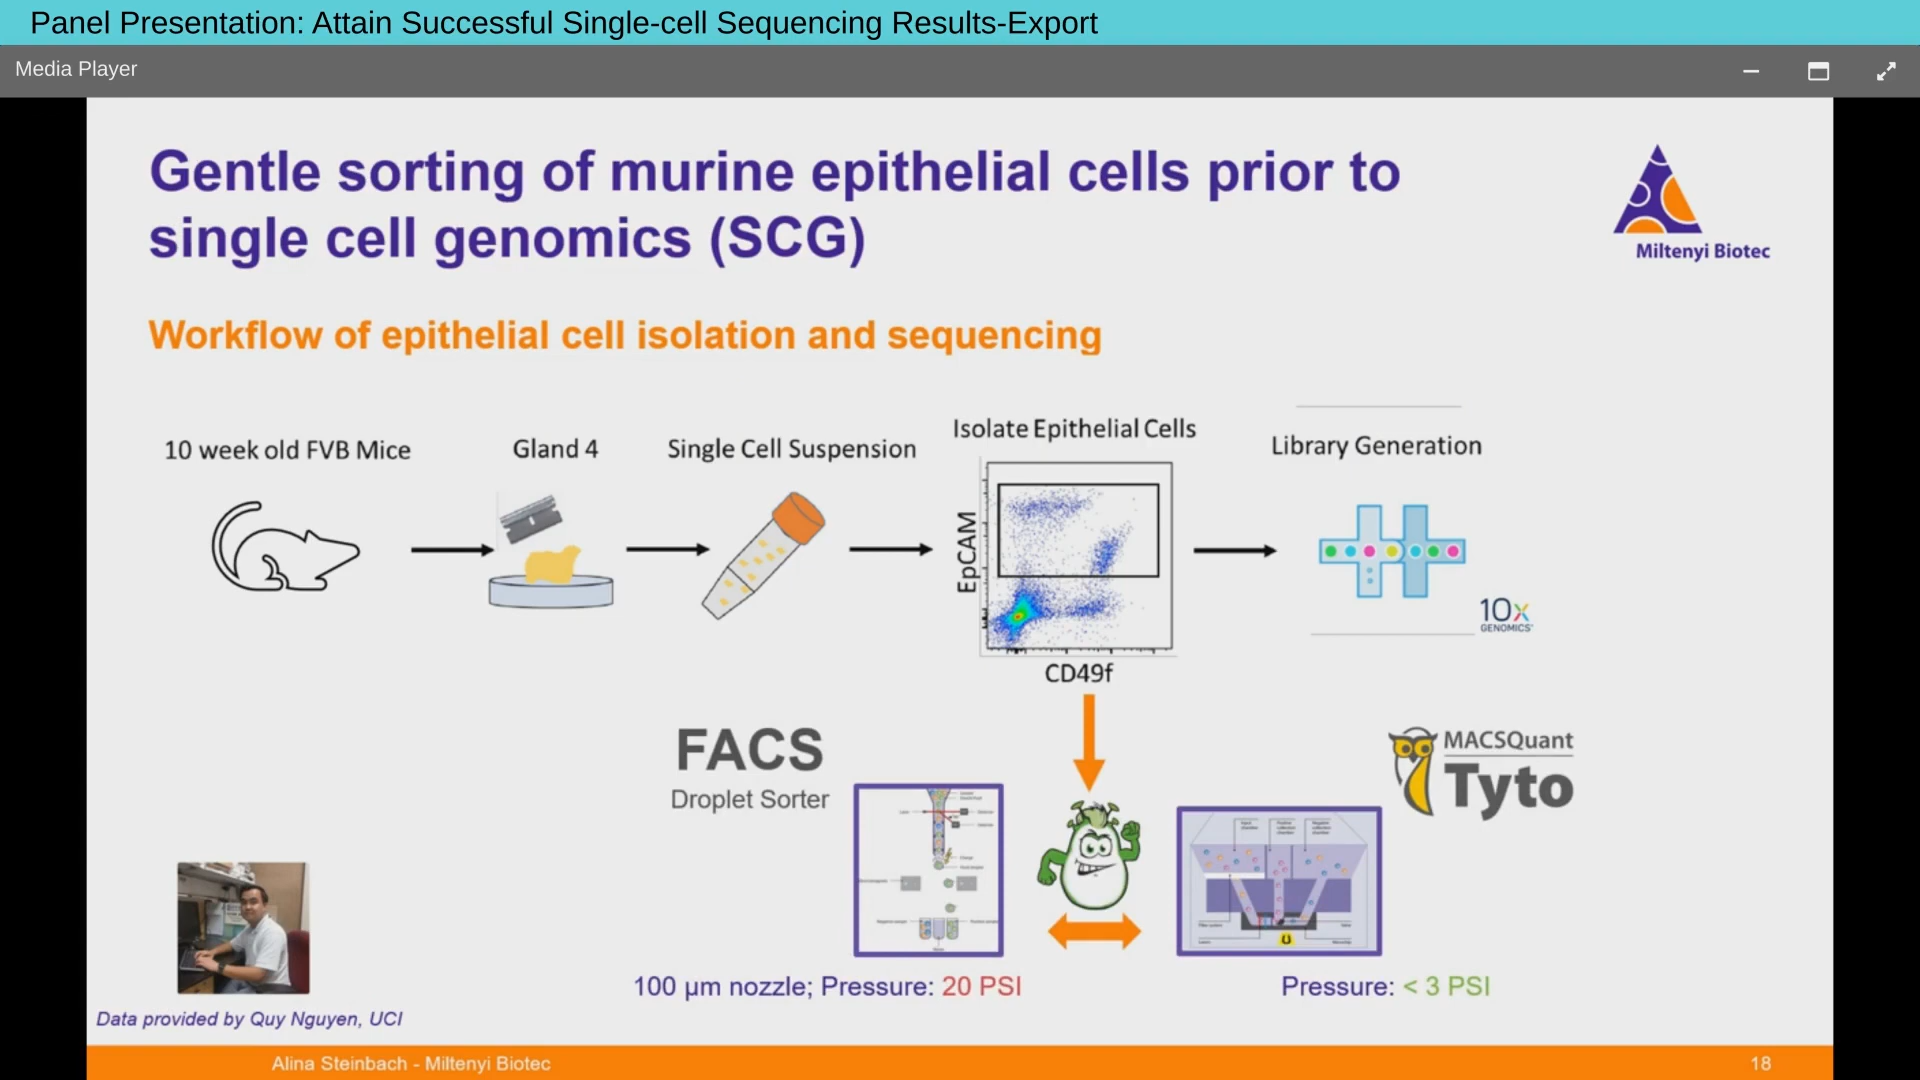 Panel Presentation: Attain Successful Single-cell Sequencing Results-Export
Media Player
Gentle sorting of murine epithelial cells prior to
single cell genomics (SCG)
Miltenyi Biotec
Workflow of epithelial cell isolation and sequencing
10 week old FVB Mice
Gland 4
Single Cell Suspension
Isolate Epithelial Cells
Library Generation
EpCAM
CD49f
10x
GENOMICS
FACS
Droplet Sorter
MACSQuant
Tyto
100 µm nozzle; Pressure: 20 PSI
Pressure: < 3 PSI
Data provided by Quy Nguyen, UCI
Alina Steinbach - Miltenyi Biotec
18